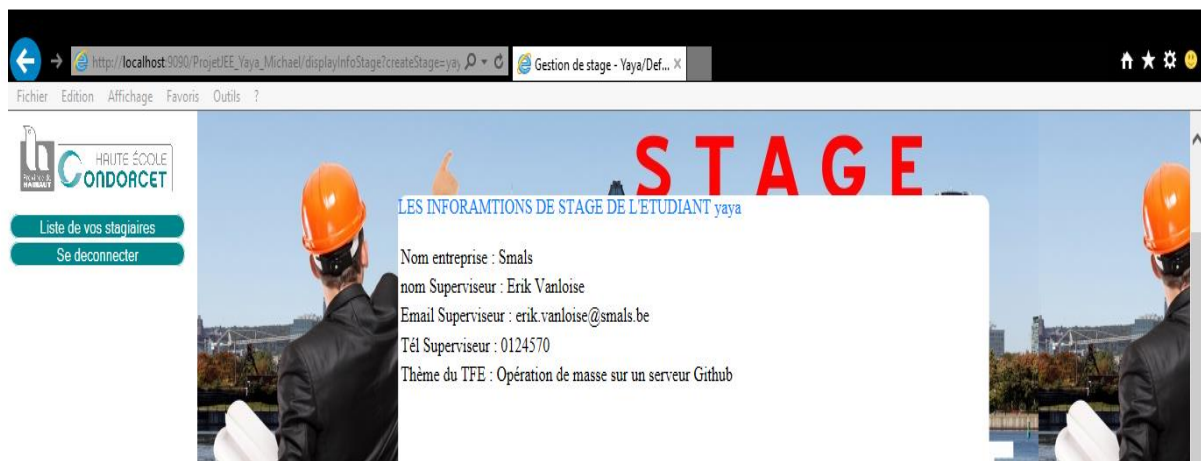 http://localhost:9090/ProjetJEE_Yaya_Michael/displayInfoStage?createStage=yay
Gestion de stage - Yaya/Def...
Fichier Edition Affichage Favoris Outils ?
HAUTE ÉCOLE
CONDORCET
HAINAUT
Liste de vos stagiaires
Se deconnecter
STAGE
LES INFORAMTIONS DE STAGE DE L'ETUDIANT yaya
Nom entreprise : Smals
nom Superviseur : Erik Vanloise
Email Superviseur : erik.vanloise@smals.be
Tél Superviseur : 0124570
Thème du TFE : Opération de masse sur un serveur Github